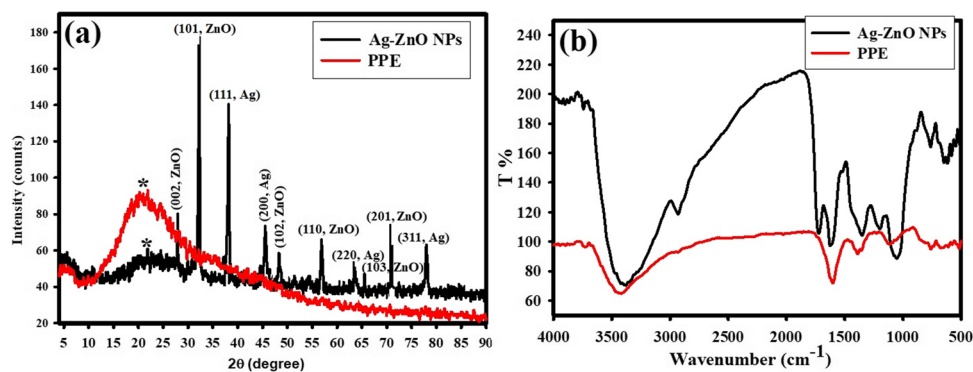 (a)
Ag-ZnO NPs
PPE
(101, ZnO)
(111, Ag)
*
(002, ZnO)
*
(200, Ag)
(102, ZnO)
(110, ZnO)
(220, Ag)
(201, ZnO)
(103, ZnO)
(311, Ag)
Intensity (counts)
180
160
140
120
100
80
60
40
20
5 10 15 20 25 30 35 40 45 50 55 60 65 70 75 80 85 90
2θ (degree)
(b)
Ag-ZnO NPs
PPE
T %
240
220
200
180
160
140
120
100
80
60
4000 3500 3000 2500 2000 1500 1000 500
Wavenumber (cm-1)